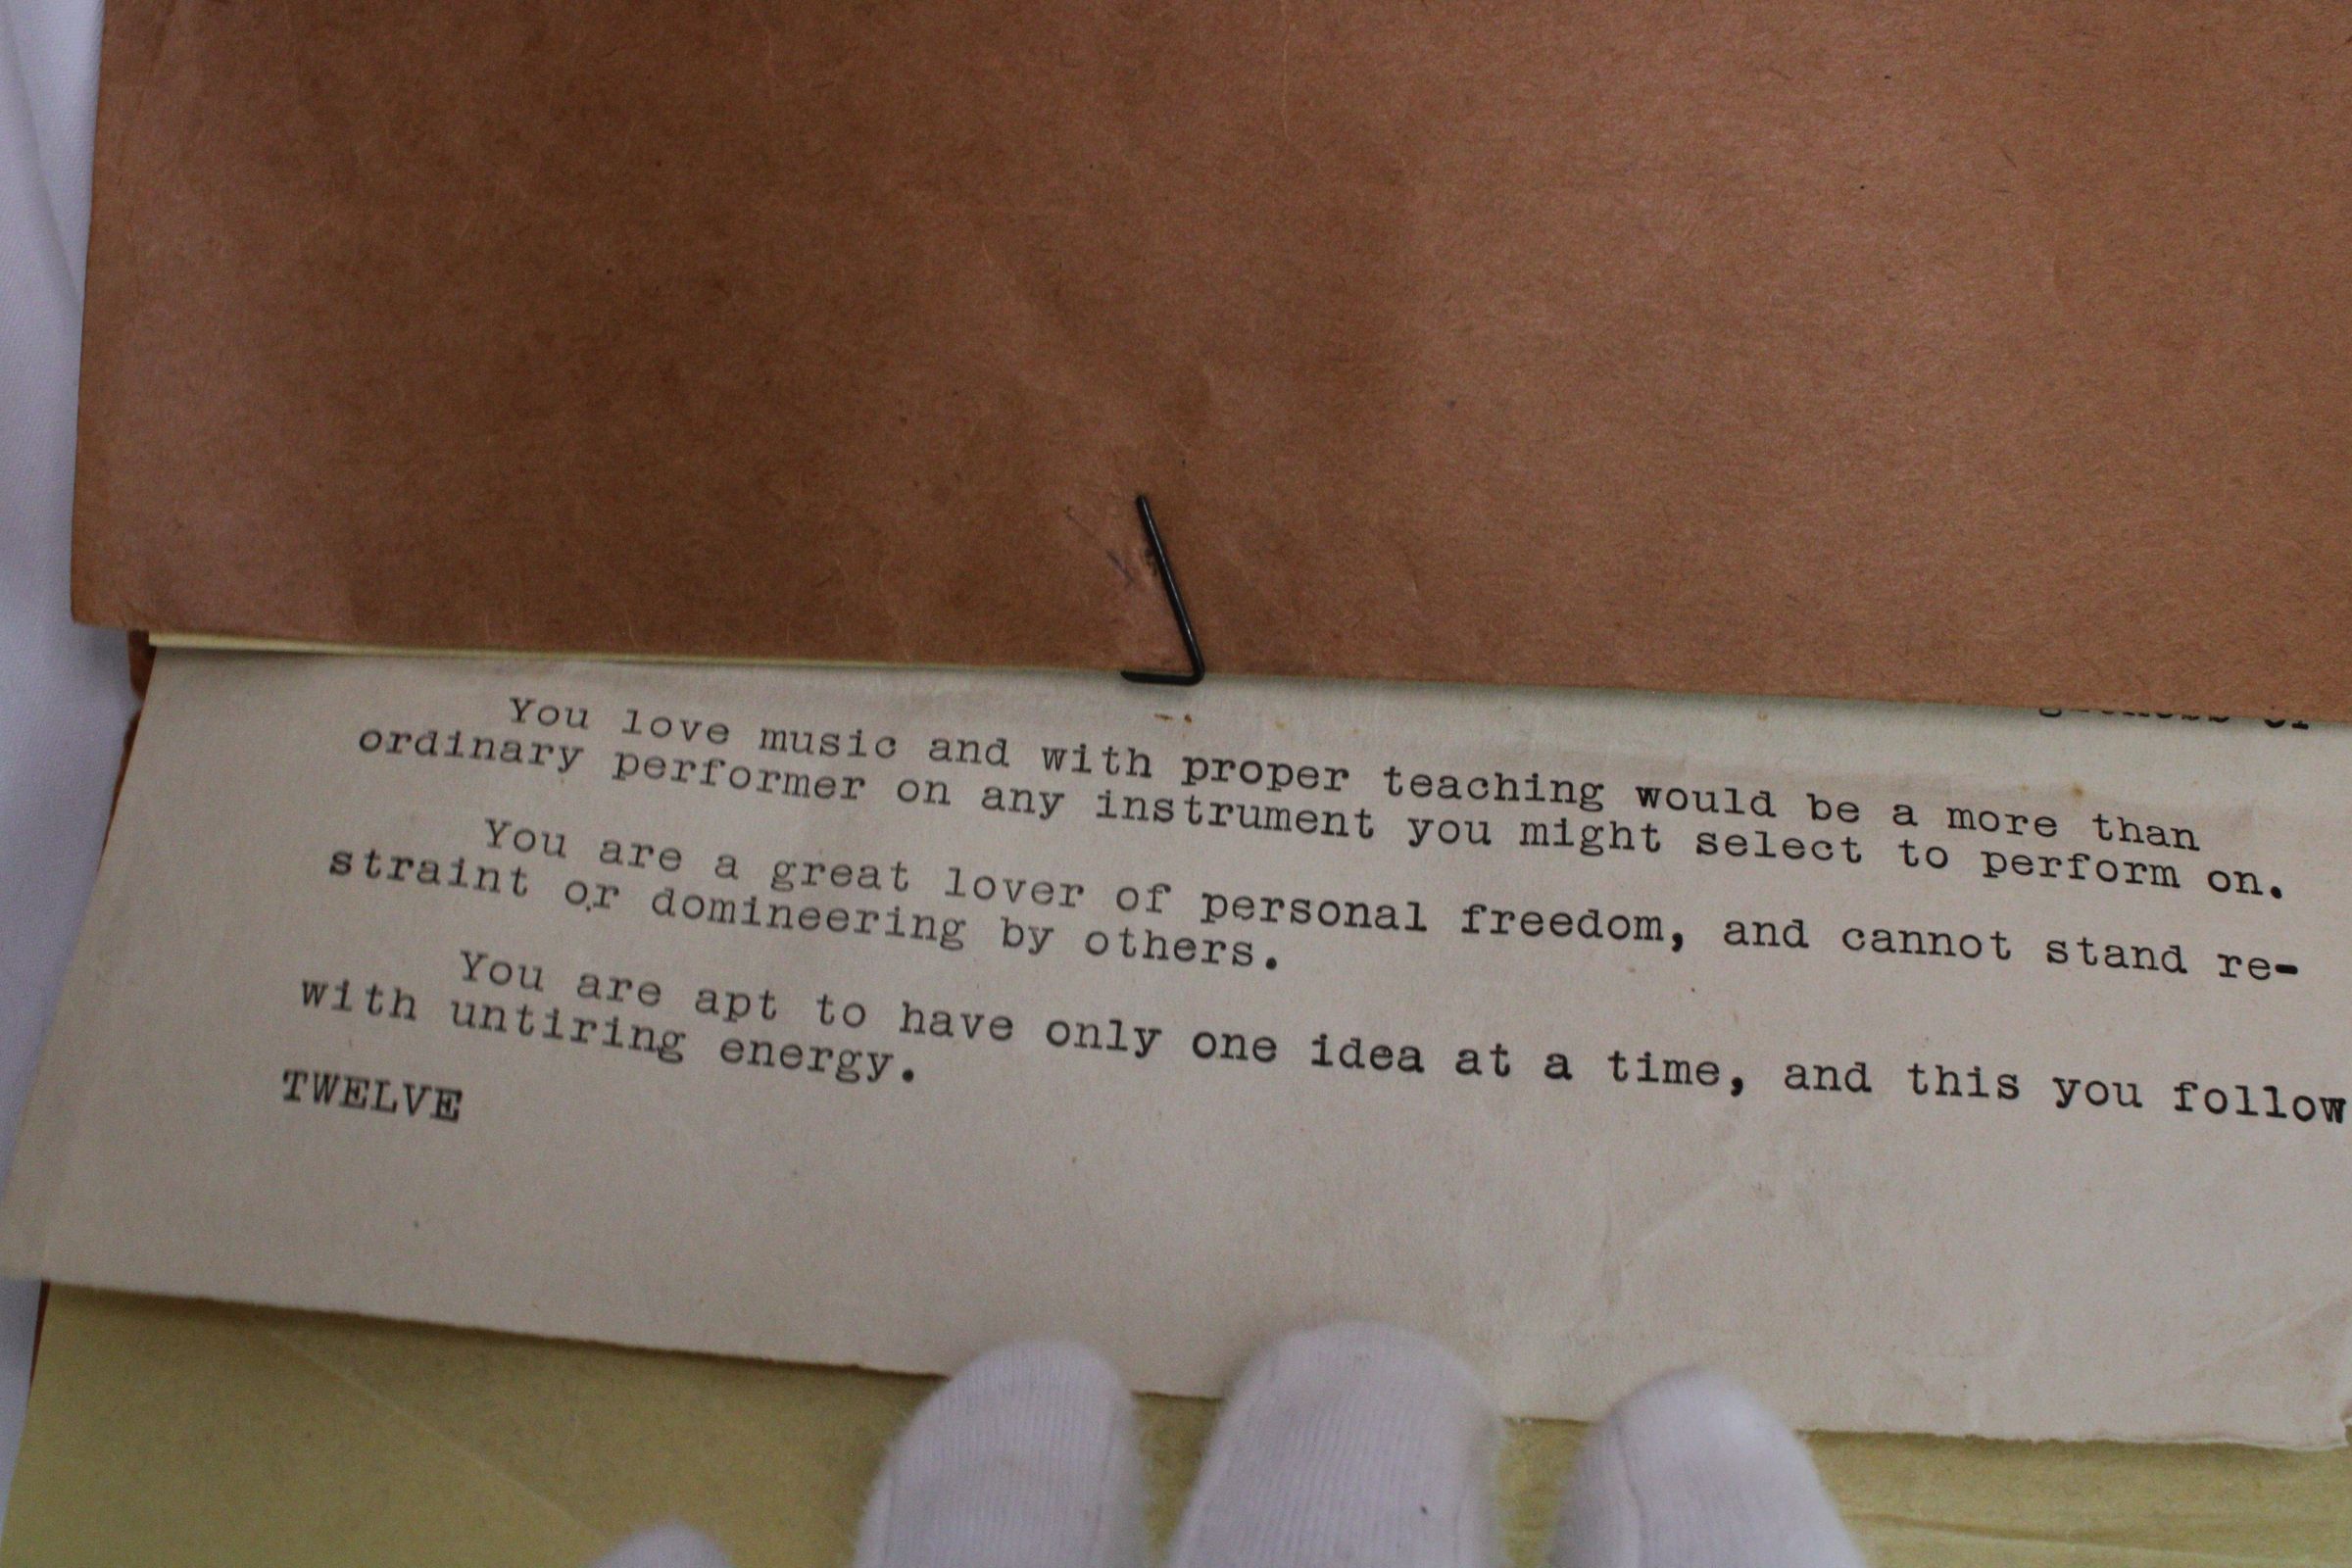 You love music and with proper teaching would be a more than
ordinary performer on any instrument you might select to perform on.
You are a great lover of personal freedom, and cannot stand re-
straint or domineering by others.
You are apt to have only one idea at a time, and this you follow
with untiring energy.
TWELVE